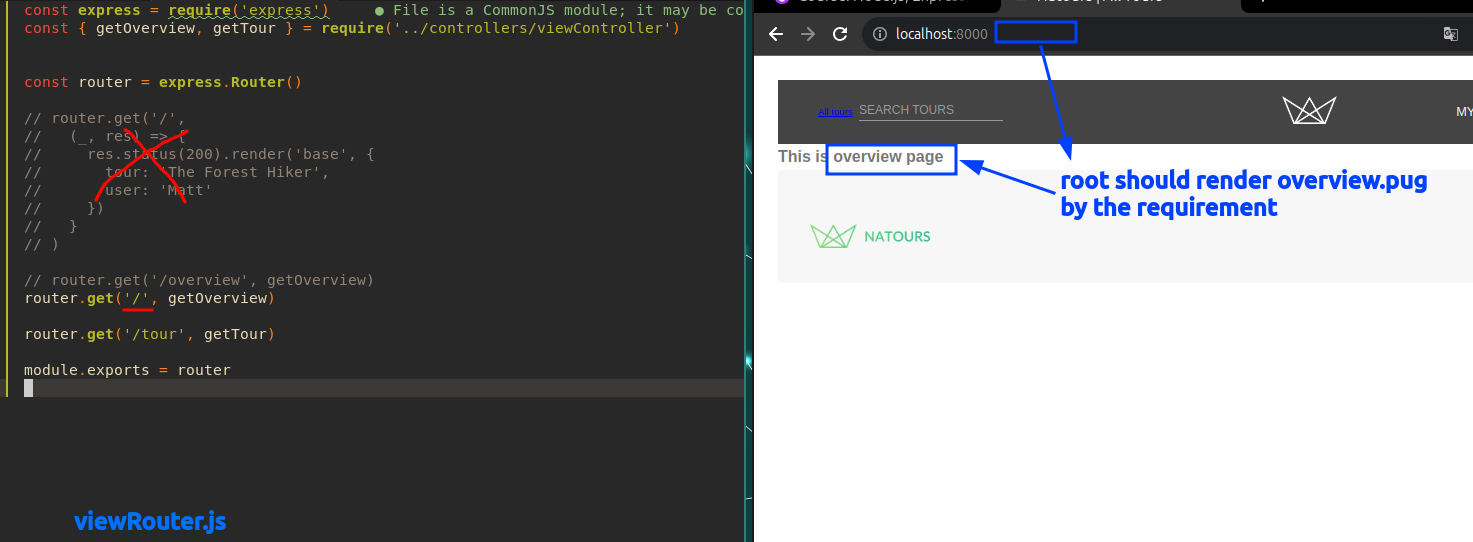 const express = require('express')     ● File is a CommonJS module; it may be co
const { getOverview, getTour } = require('../controllers/viewController')
const router = express.Router()
// router.get('/',
//   (_, res) => {
//     res.status(200).render('base', {
//       tour: 'The Forest Hiker',
//       user: 'Matt'
//     })
//   }
// )
// router.get('/overview', getOverview)
router.get('/', getOverview)
router.get('/tour', getTour)
module.exports = router
viewRouter.js
localhost:8000
All tours SEARCH TOURS
MY
This is overview page
root should render overview.pug
by the requirement
NATOURS